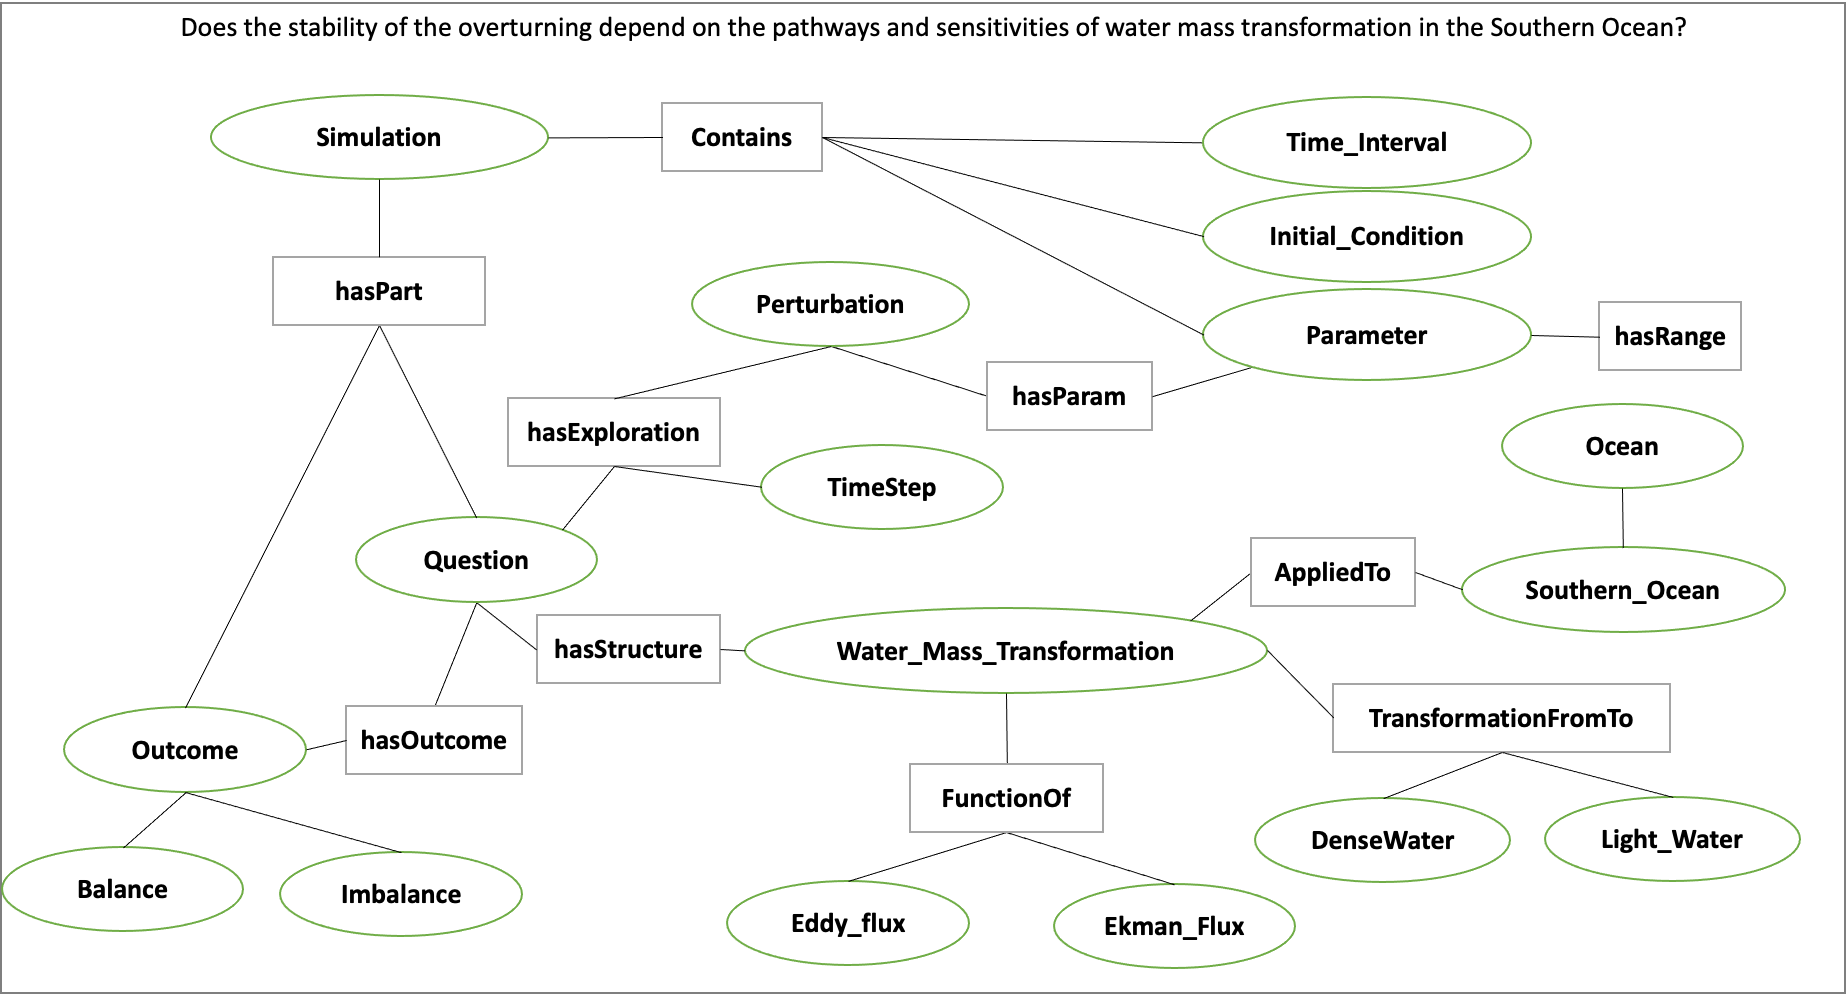 Does the stability of the overturning depend on the pathways and sensitivities of water mass transformation in the Southern Ocean?
Simulation
Contains
Time_Interval
Initial_Condition
hasPart
Perturbation
Parameter
hasRange
hasParam
hasExploration
Ocean
TimeStep
Question
AppliedTo
Southern_Ocean
hasStructure
Water_Mass_Transformation
TransformationFromTo
Outcome
hasOutcome
FunctionOf
DenseWater
Light_Water
Balance
Imbalance
Eddy_flux
Ekman_Flux